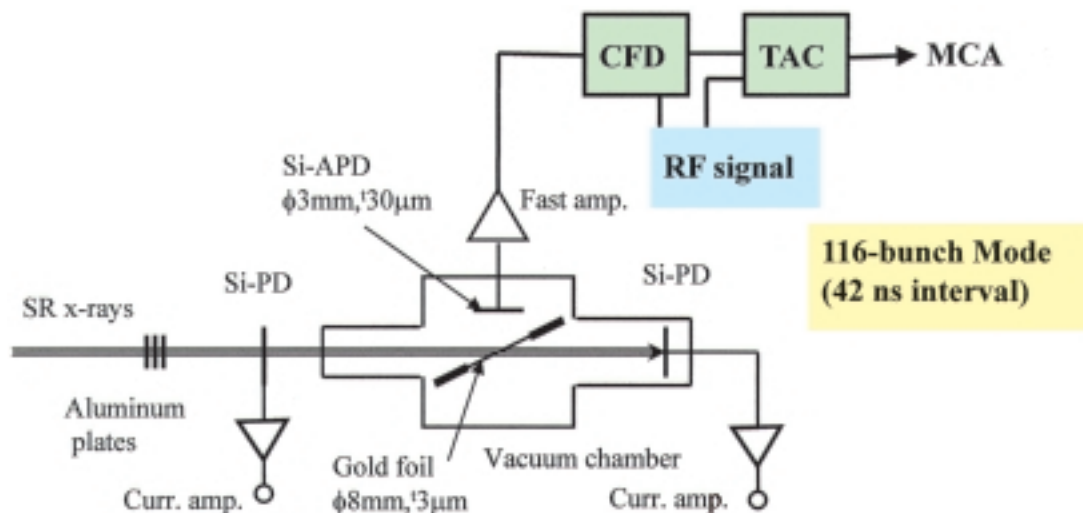 CFD
TAC
MCA
RF signal
Si-APD
ϕ3mm,ᵗ30μm
Fast amp.
116-bunch Mode
(42 ns interval)
Si-PD
Si-PD
SR x-rays
Aluminum
plates
Gold foil
ϕ8mm,ᵗ3μm
Vacuum chamber
Curr. amp.
Curr. amp.